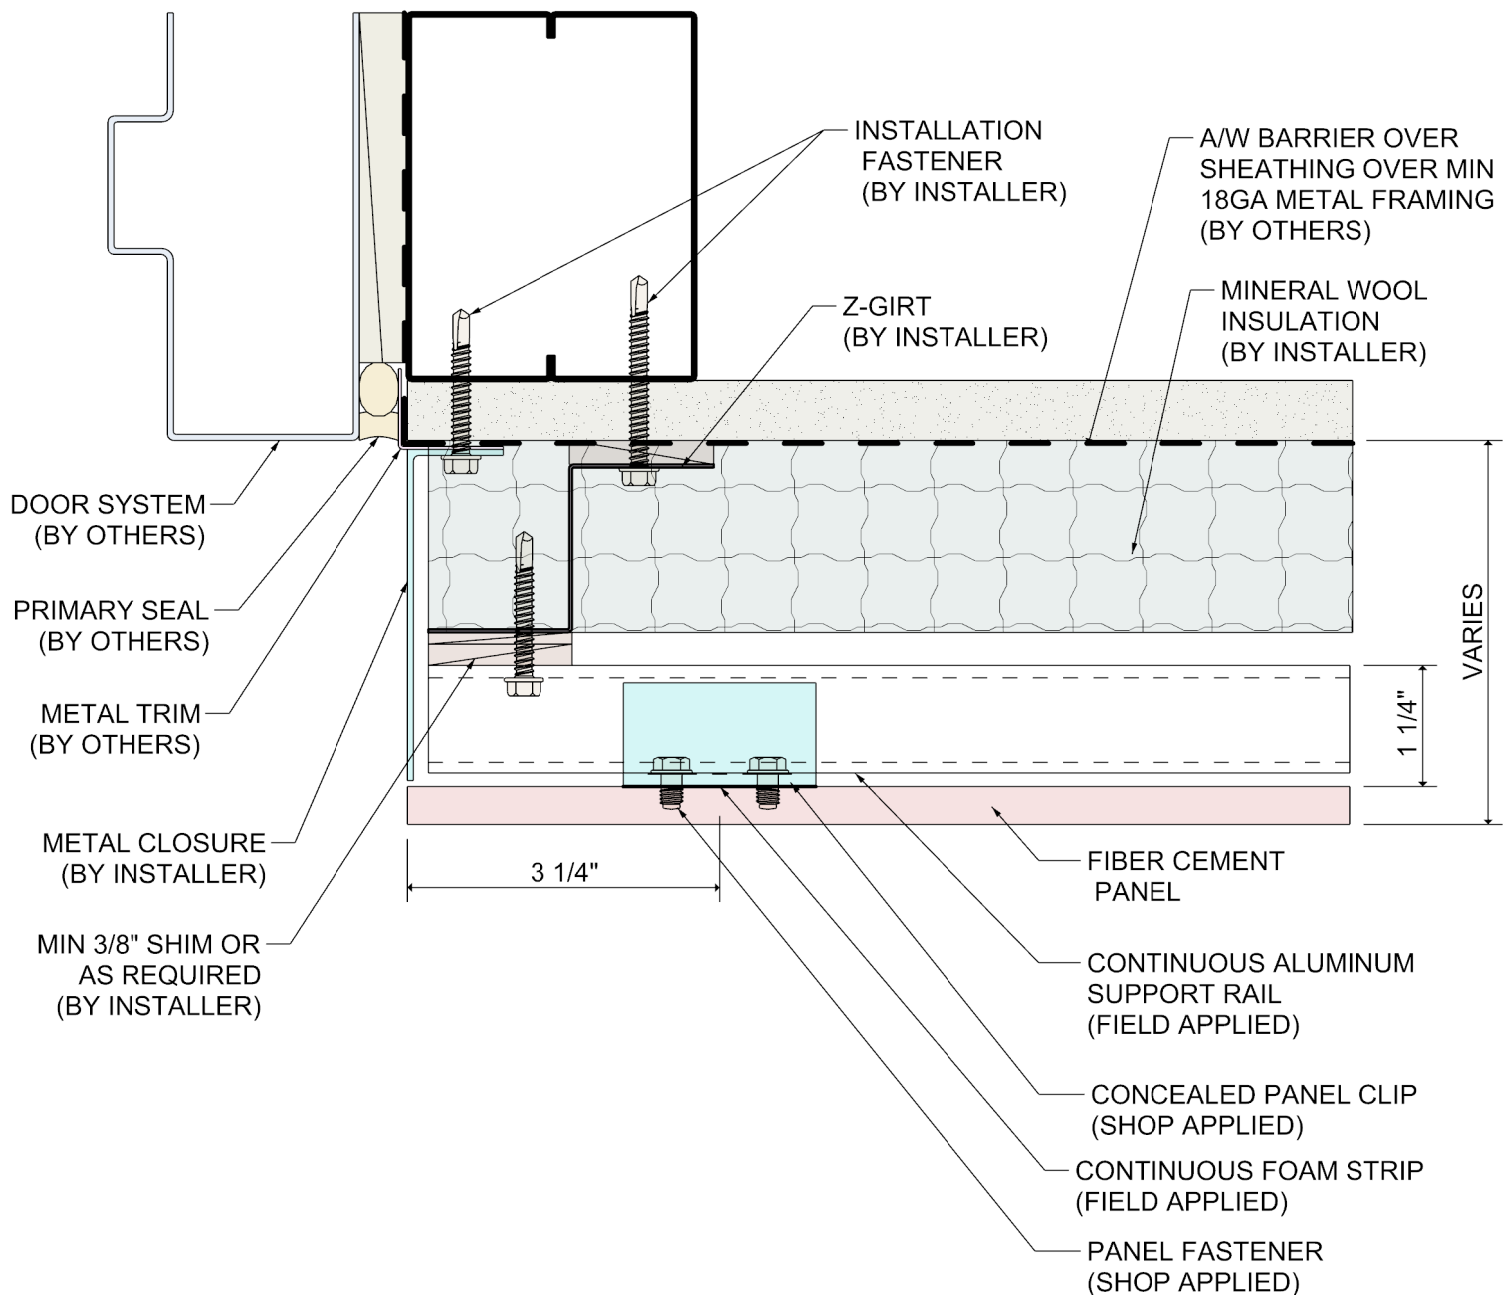 INSTALLATION
FASTENER
(BY INSTALLER)
A/W BARRIER OVER
SHEATHING OVER MIN
18GA METAL FRAMING
(BY OTHERS)
Z-GIRT
(BY INSTALLER)
MINERAL WOOL
INSULATION
(BY INSTALLER)
DOOR SYSTEM
(BY OTHERS)
PRIMARY SEAL
(BY OTHERS)
METAL TRIM
(BY OTHERS)
METAL CLOSURE
(BY INSTALLER)
MIN 3/8" SHIM OR
AS REQUIRED
(BY INSTALLER)
VARIES
1 1/4"
3 1/4"
FIBER CEMENT
PANEL
CONTINUOUS ALUMINUM
SUPPORT RAIL
(FIELD APPLIED)
CONCEALED PANEL CLIP
(SHOP APPLIED)
CONTINUOUS FOAM STRIP
(FIELD APPLIED)
PANEL FASTENER
(SHOP APPLIED)